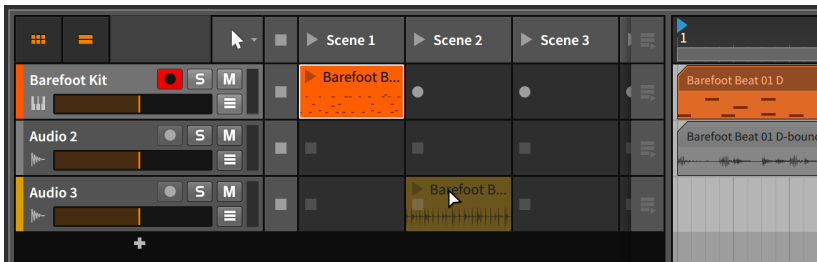 Scene 1
Scene 2
Scene 3
1
Barefoot Kit
S
M
Barefoot B...
Barefoot Beat 01 D
Audio 2
S
M
Barefoot Beat 01 D-boun
Audio 3
S
M
Barefoot B...